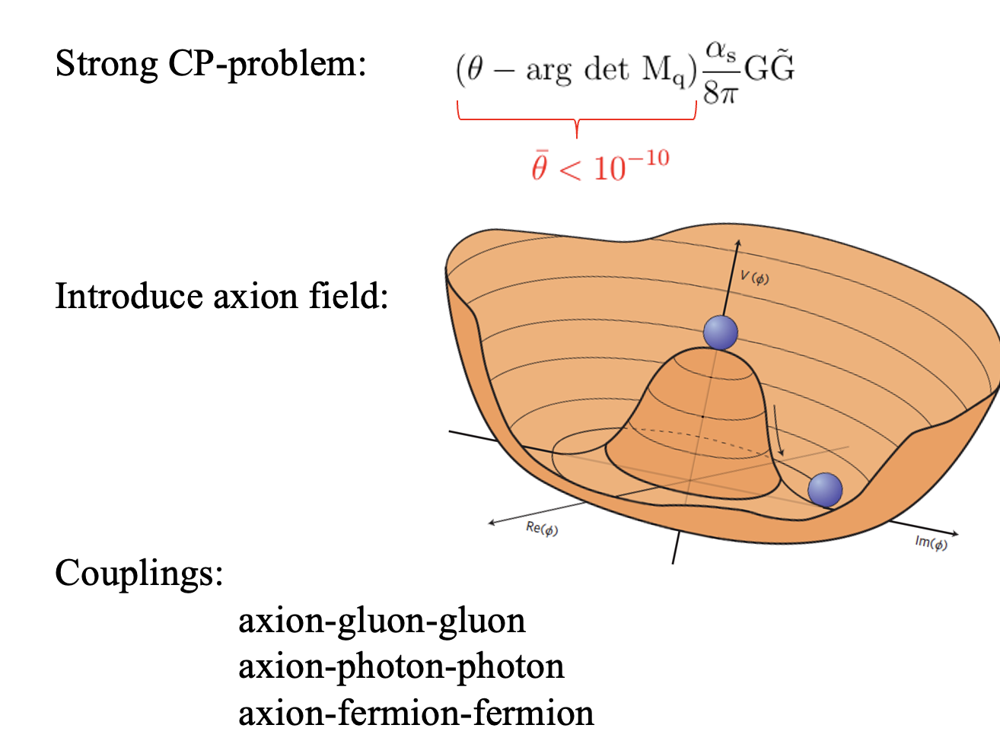 Strong CP-problem: (θ − arg det M_q) α_s/8π GG̃
θ̄ < 10^−10
Introduce axion field:
V(ϕ)
Re(ϕ)
Im(ϕ)
Couplings:
axion-gluon-gluon
axion-photon-photon
axion-fermion-fermion